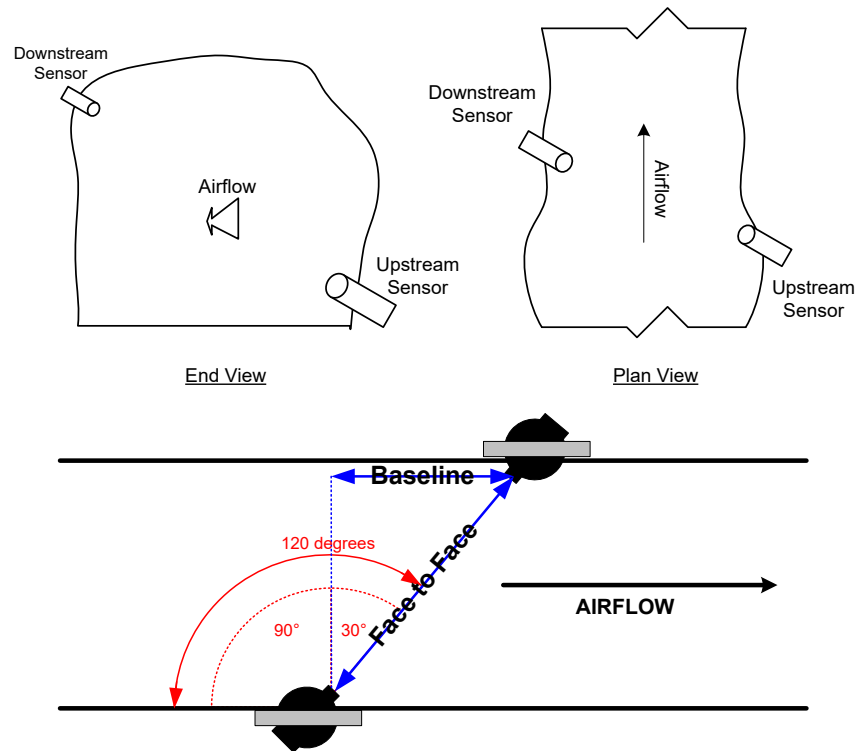 Downstream
Sensor
Airflow
Upstream
Sensor
End View
Downstream
Sensor
Airflow
Upstream
Sensor
Plan View
Baseline
120 degrees
Face to Face
90°
30°
AIRFLOW